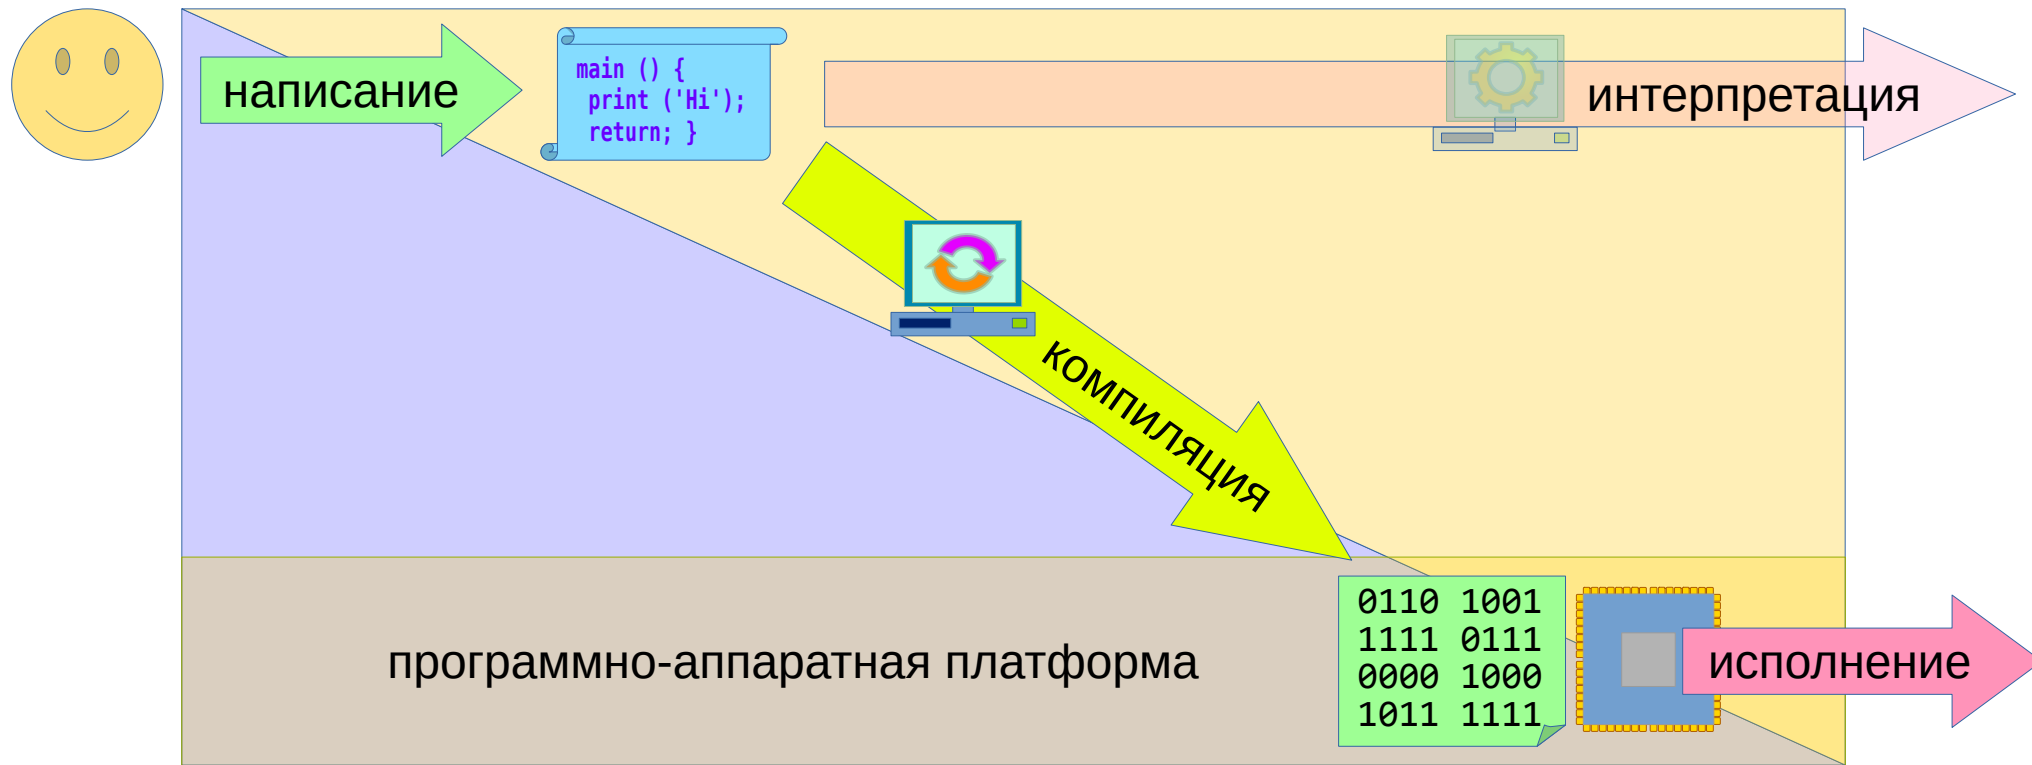 написание
main () {
print ('Hi');
return; }
интерпретация
компиляция
программно-аппаратная платформа
0110 1001
1111 0111
0000 1000
1011 1111
исполнение